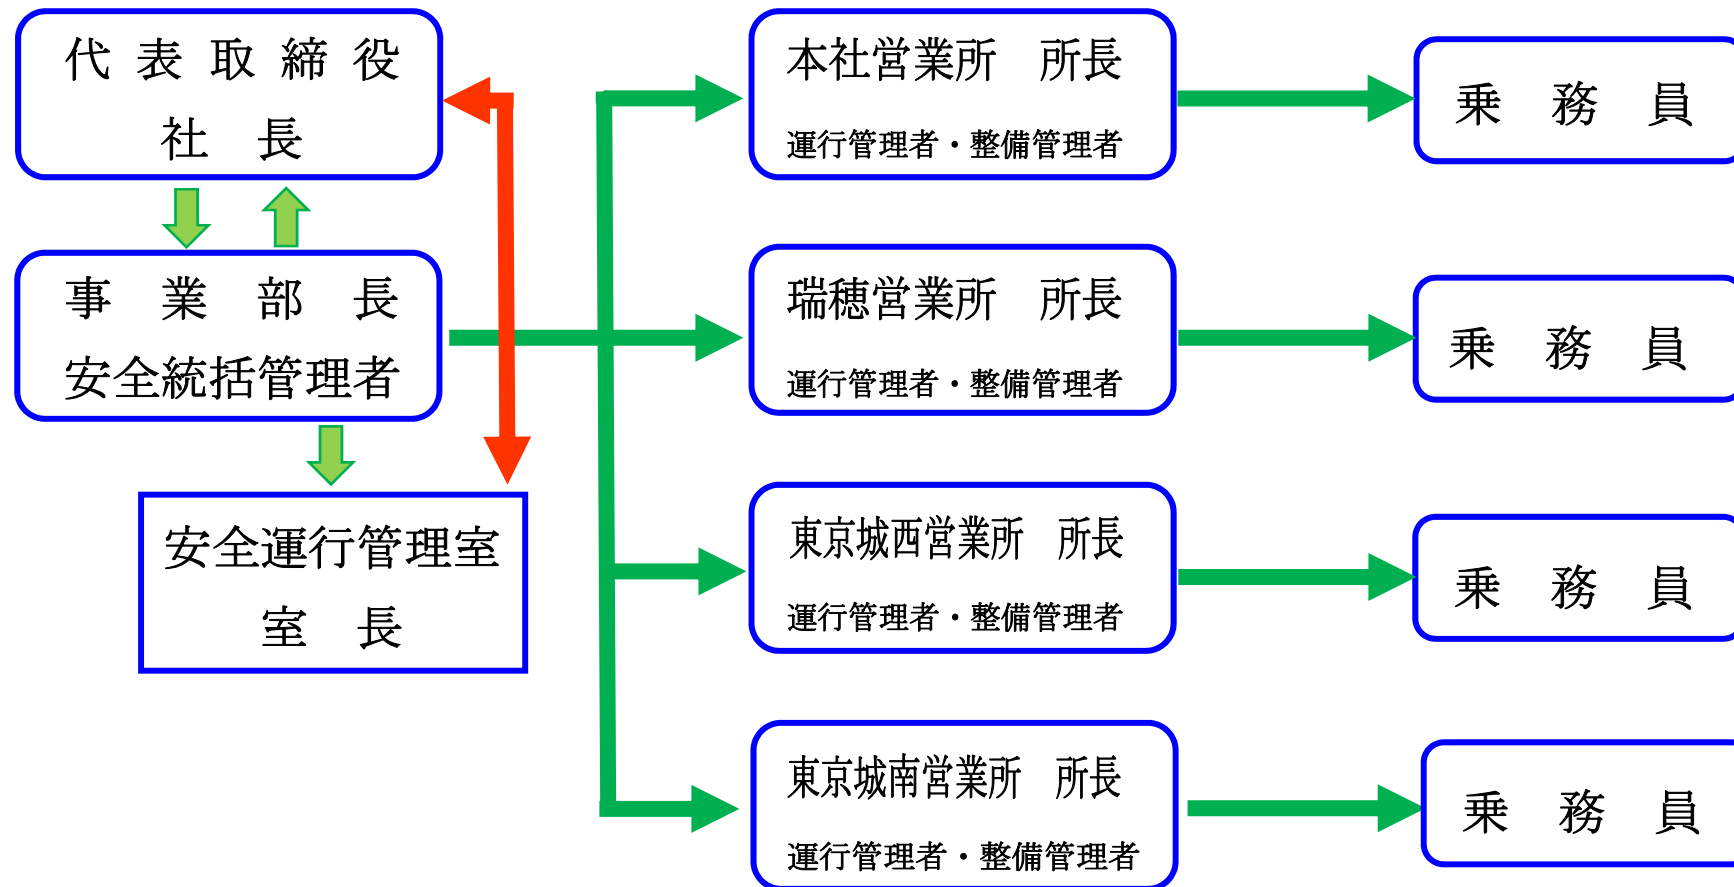 代表取締役
社　長
事　業　部　長
安全統括管理者
安全運行管理室
室　長
本社営業所　所長
運行管理者・整備管理者
乗　務　員
瑞穂営業所　所長
運行管理者・整備管理者
乗　務　員
東京城西営業所　所長
運行管理者・整備管理者
乗　務　員
東京城南営業所　所長
運行管理者・整備管理者
乗　務　員